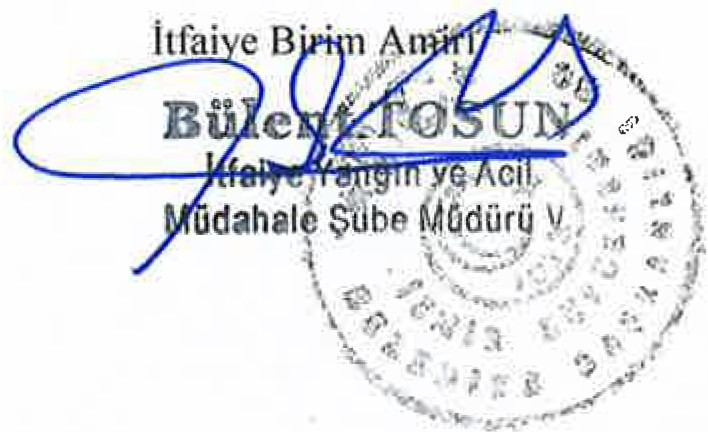 İtfaiye Birim Amiri
Bülent TOSUN
İtfaiye Yangın ve Acil
Müdahale Şube Müdürü V.